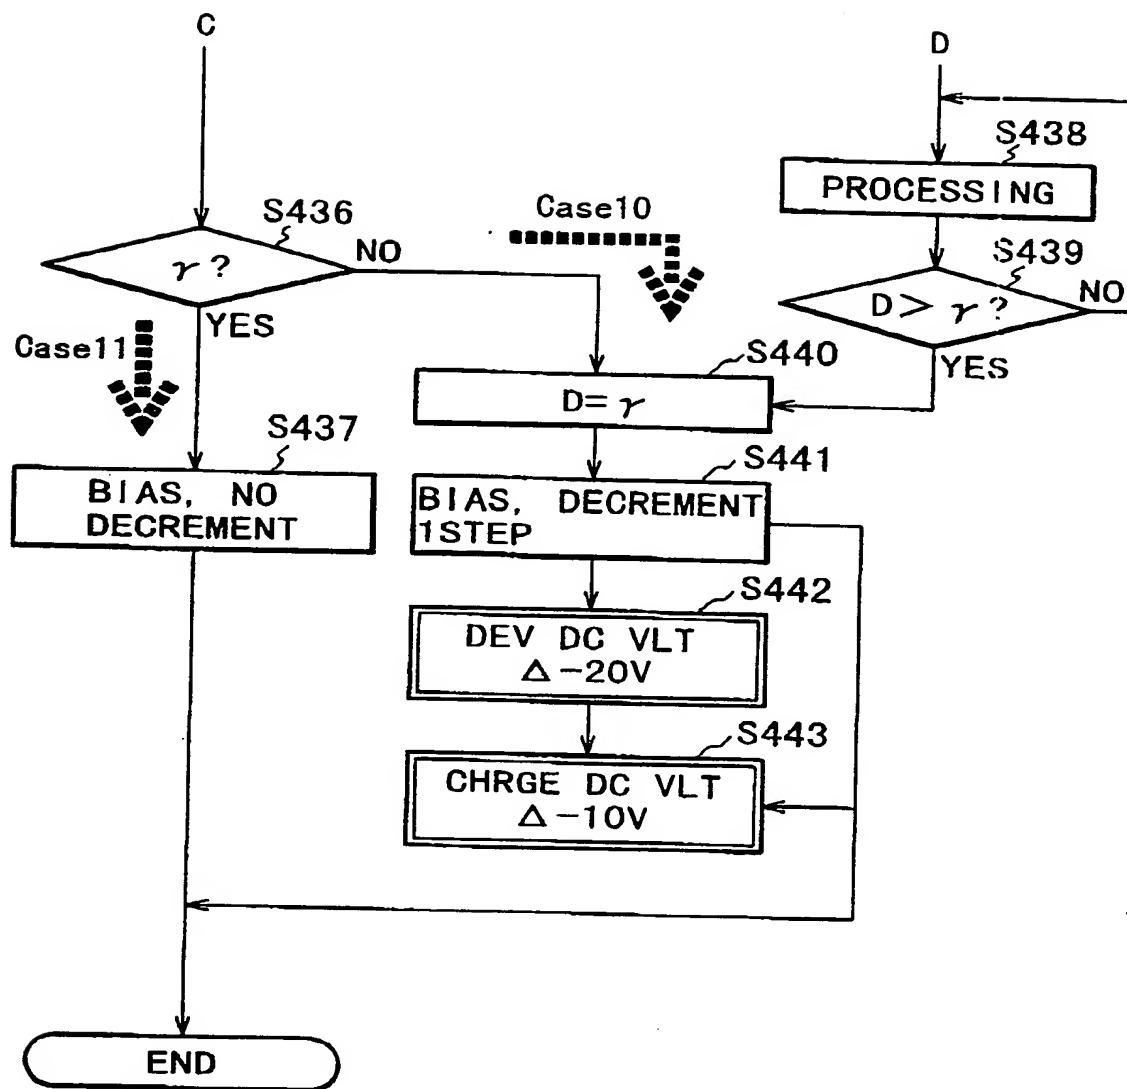 C
D
S438
PROCESSING
S436
Case10
γ?
NO
S439
D> γ?
NO
YES
YES
Case11
S440
D= γ
S437
S441
BIAS, NO
DECREMENT
BIAS, DECREMENT
1STEP
S442
DEV DC VLT
△-20V
S443
CHRGE DC VLT
△-10V
END